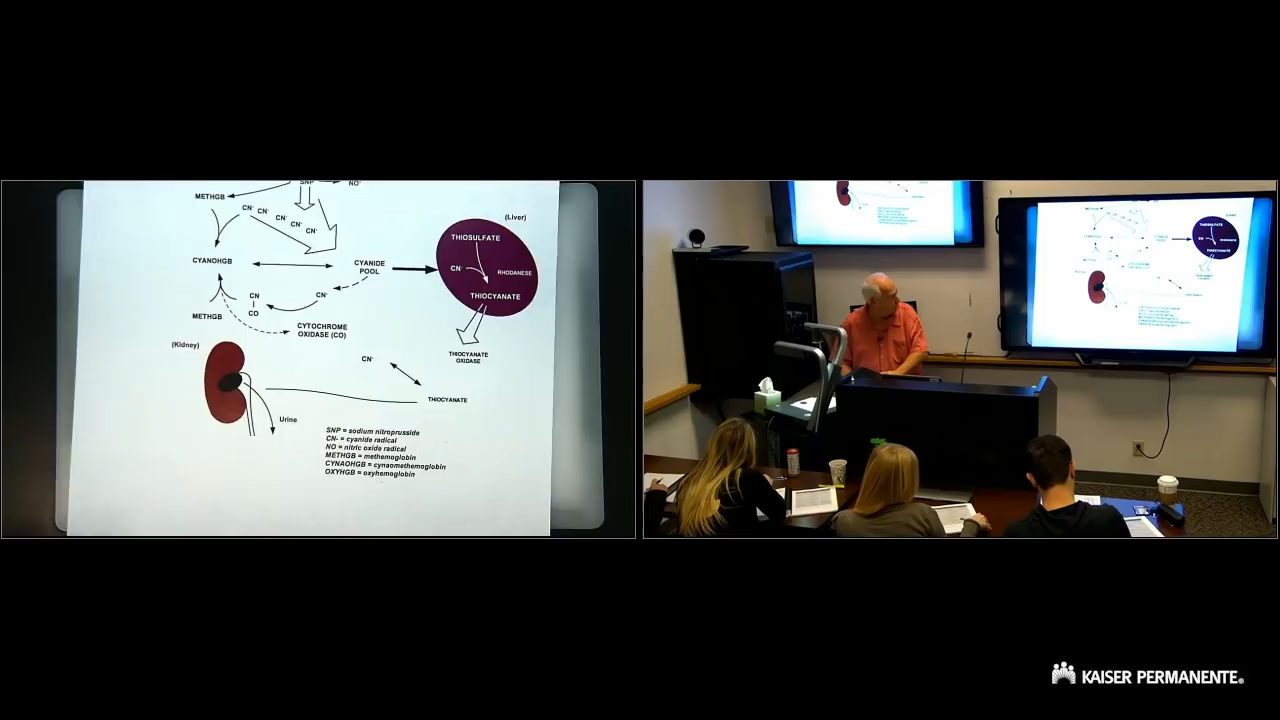 SNP
NO-
METHGB
CN-
CN-
CN-
CN-
(Liver)
THIOSULFATE
CYANOHGB
CYANIDE
POOL
CN-
RHODANESE
THIOCYANATE
CN
CO
CN-
METHGB
CYTOCHROME
OXIDASE (CO)
(Kidney)
CN-
THIOCYANATE
OXIDASE
THIOCYANATE
Urine
SNP = sodium nitroprusside
CN- = cyanide radical
NO = nitric oxide radical
METHGB = methemoglobin
CYNAOHGB = cynaomethemoglobin
OXYHGB = oxyhemoglobin
KAISER PERMANENTE®